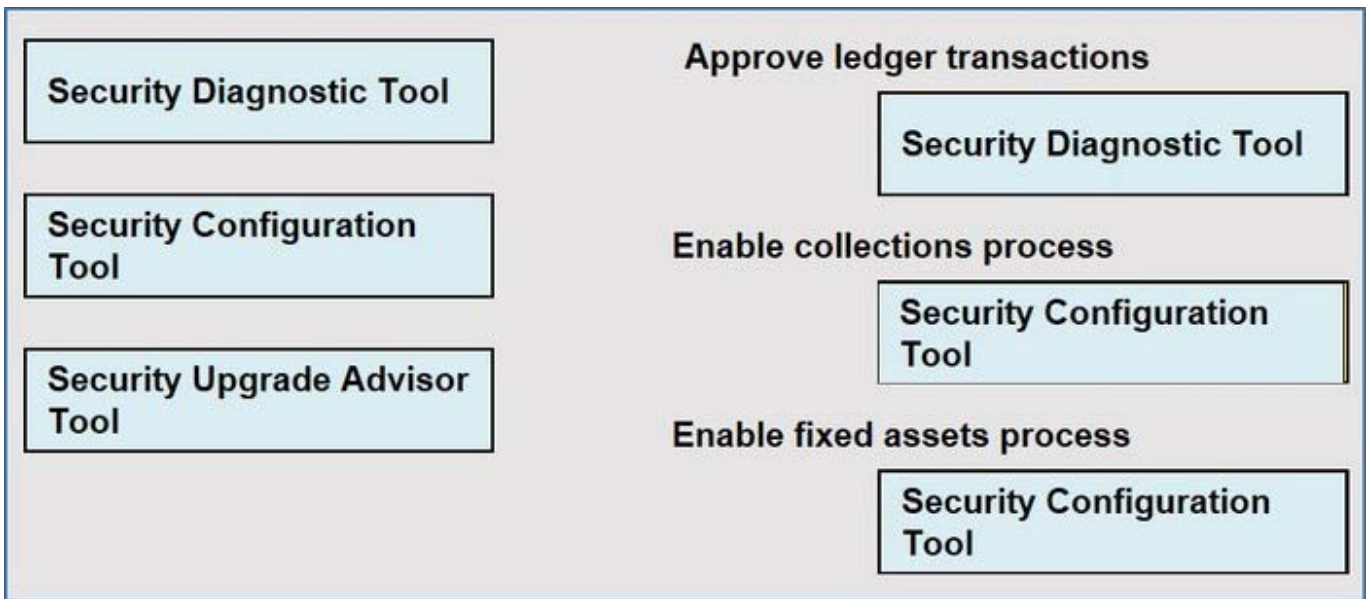 Security Diagnostic Tool
Security Configuration
Tool
Security Upgrade Advisor
Tool
Approve ledger transactions
Security Diagnostic Tool
Enable collections process
Security Configuration
Tool
Enable fixed assets process
Security Configuration
Tool